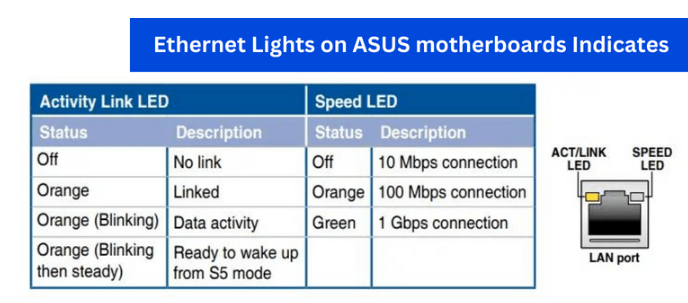 Ethernet Lights on ASUS motherboards Indicates
Activity Link LED Speed LED
Status Description Status Description
Off No link Off 10 Mbps connection
Orange Linked Orange 100 Mbps connection
Orange (Blinking) Data activity Green 1 Gbps connection
Orange (Blinking Ready to wake up
then steady) from S5 mode
ACT/LINK SPEED
LED LED
LAN port